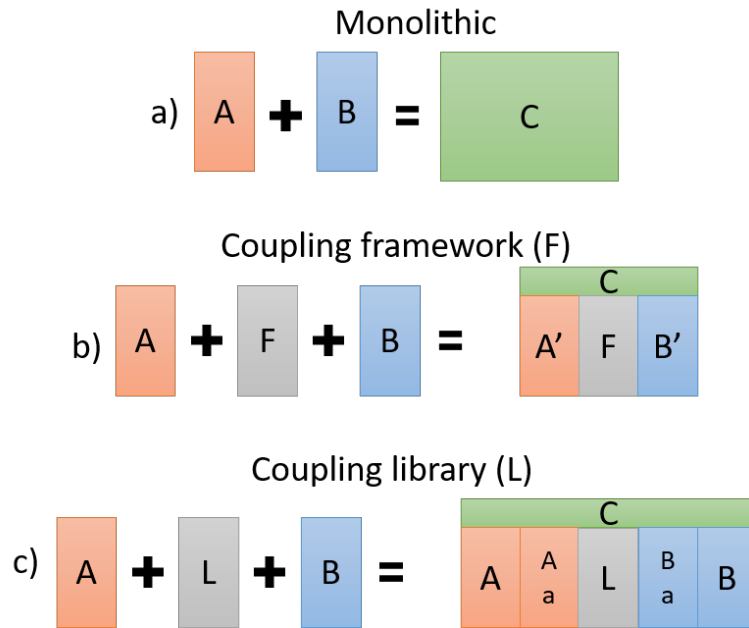 Monolithic
a) A + B = C
Coupling framework (F)
C
b) A + F + B = A’ F B’
Coupling library (L)
C
c) A + L + B = A A a L B a B